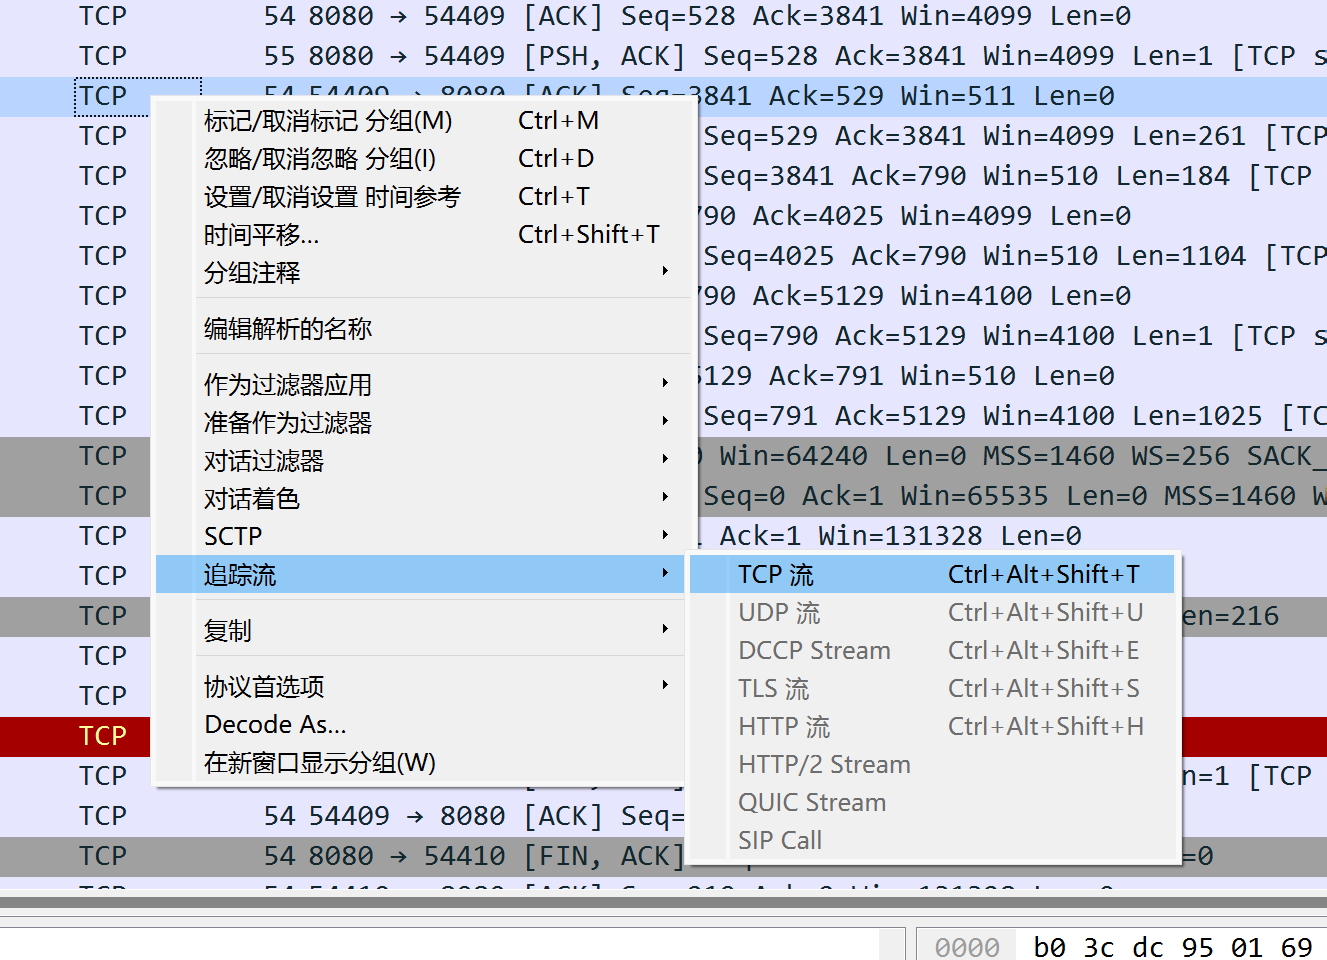 TCP 54 8080 → 54409 [ACK] Seq=528 Ack=3841 Win=4099 Len=0
TCP 55 8080 → 54409 [PSH, ACK] Seq=528 Ack=3841 Win=4099 Len=1 [TCP s
TCP 54 54409 → 8080 [ACK] Seq=3841 Ack=529 Win=511 Len=0
标记/取消标记 分组(M) Ctrl+M
TCP Seq=529 Ack=3841 Win=4099 Len=261 [TCP
忽略/取消忽略 分组(I) Ctrl+D
TCP Seq=3841 Ack=790 Win=510 Len=184 [TCP
设置/取消设置 时间参考 Ctrl+T
TCP 790 Ack=4025 Win=4099 Len=0
时间平移... Ctrl+Shift+T
TCP Seq=4025 Ack=790 Win=510 Len=1104 [TCP
分组注释
TCP 790 Ack=5129 Win=4100 Len=0
编辑解析的名称
TCP Seq=790 Ack=5129 Win=4100 Len=1 [TCP s
TCP 5129 Ack=791 Win=510 Len=0
作为过滤器应用
TCP Seq=791 Ack=5129 Win=4100 Len=1025 [TC
准备作为过滤器
TCP 0 Win=64240 Len=0 MSS=1460 WS=256 SACK_
对话过滤器
TCP Seq=0 Ack=1 Win=65535 Len=0 MSS=1460 W
对话着色
TCP Ack=1 Win=131328 Len=0
SCTP
TCP
追踪流
TCP 流 Ctrl+Alt+Shift+T
TCP en=216
UDP 流 Ctrl+Alt+Shift+U
复制
TCP
DCCP Stream Ctrl+Alt+Shift+E
TCP
协议首选项
TLS 流 Ctrl+Alt+Shift+S
TCP
Decode As...
HTTP 流 Ctrl+Alt+Shift+H
TCP n=1 [TCP
在新窗口显示分组(W)
HTTP/2 Stream
TCP 54 54409 → 8080 [ACK] Seq=
QUIC Stream
TCP 54 8080 → 54410 [FIN, ACK] =0
SIP Call
0000 b0 3c dc 95 01 69